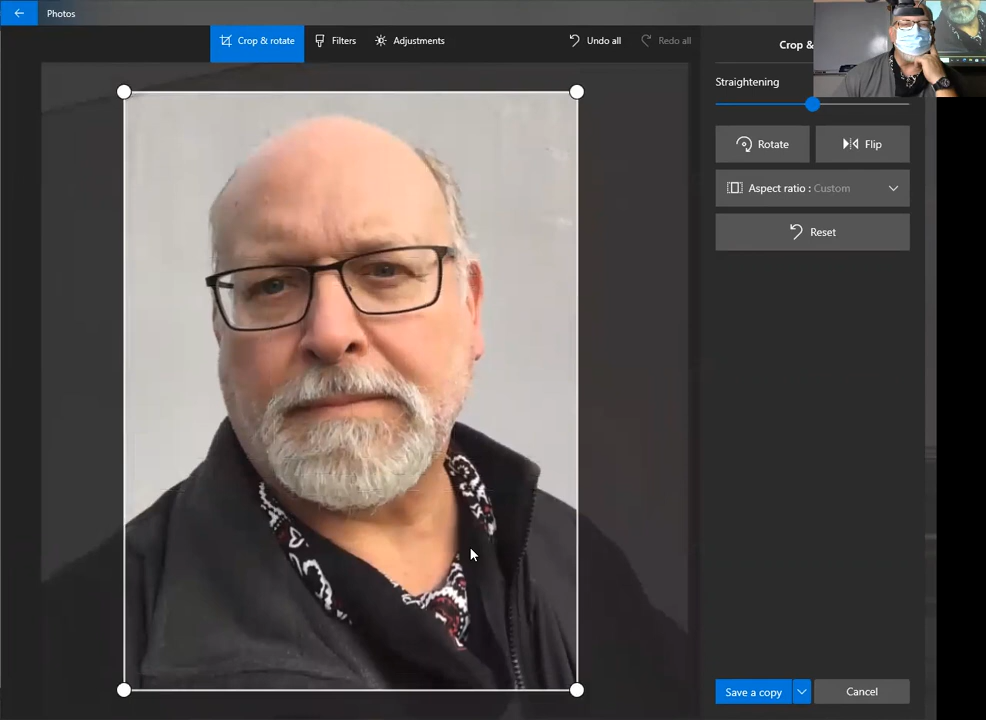 Photos
Crop & rotate
Filters
Adjustments
Undo all
Redo all
Crop &
Straightening
Rotate
Flip
Aspect ratio : Custom
Reset
Save a copy
Cancel